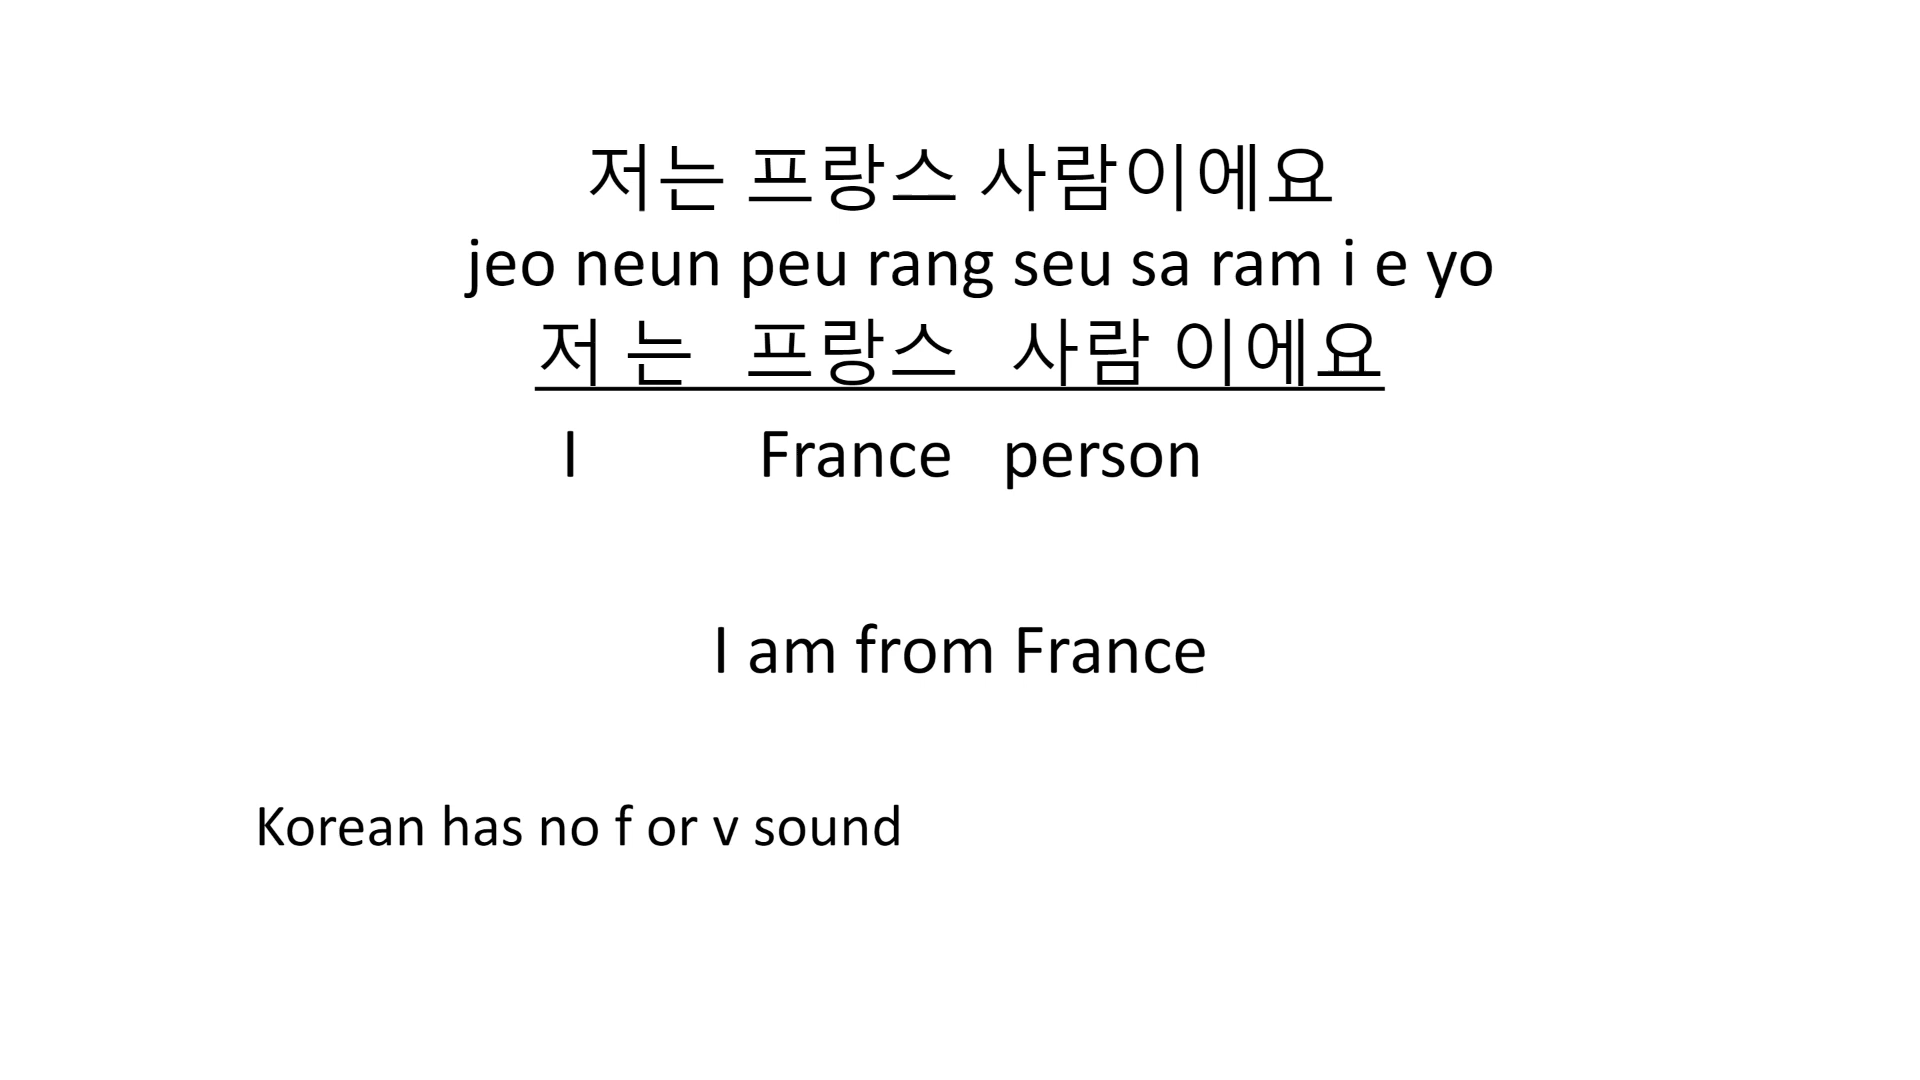 저는 프랑스 사람이에요
jeo neun peu rang seu sa ram i e yo
저 는 프랑스 사람 이에요
I France person
I am from France
Korean has no f or v sound